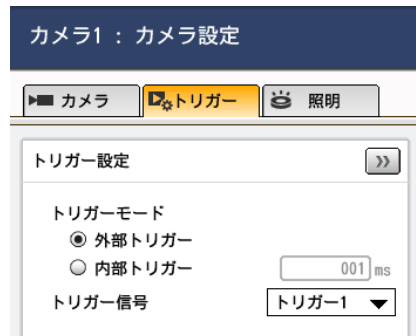 カメラ1 : カメラ設定
カメラ トリガー 照明
トリガー設定 »
トリガーモード
外部トリガー
内部トリガー 001 ms
トリガー信号 トリガー1